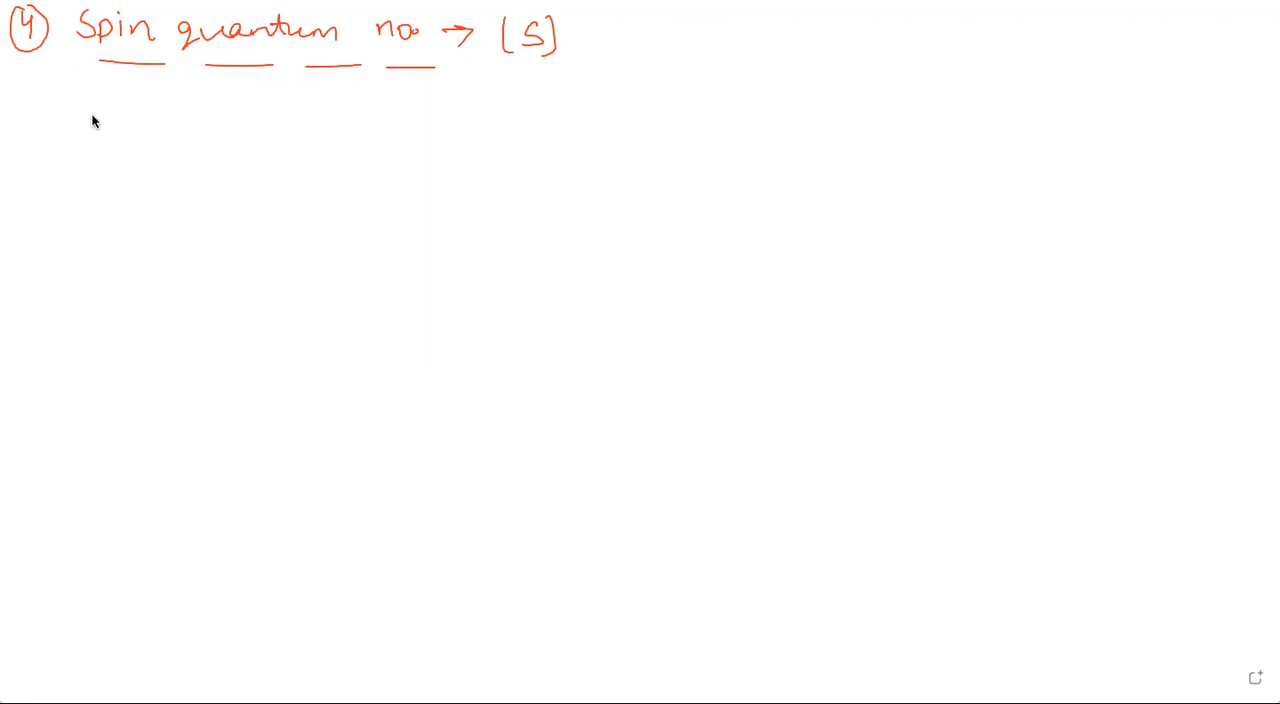 ④ Spin quantum no. → [S]